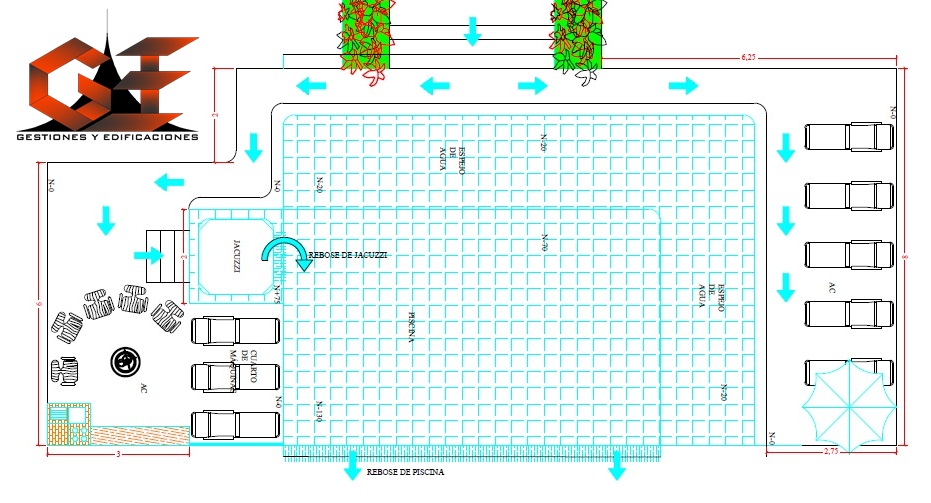 6,25
GESTIONES Y EDIFICACIONES
2
N-0
N-20
ESPEJO
DE
AGUA
N-0
N-0
N-20
2
JACUZZI
N-70
REBOSE DE JACUZZI
8
6
N+75
ESPEJO
DE
AGUA
AC
PISCINA
CUARTO
DE
MAQUINAS
AC
N-20
N-0
N-130
N-0
3
2,75
REBOSE DE PISCINA